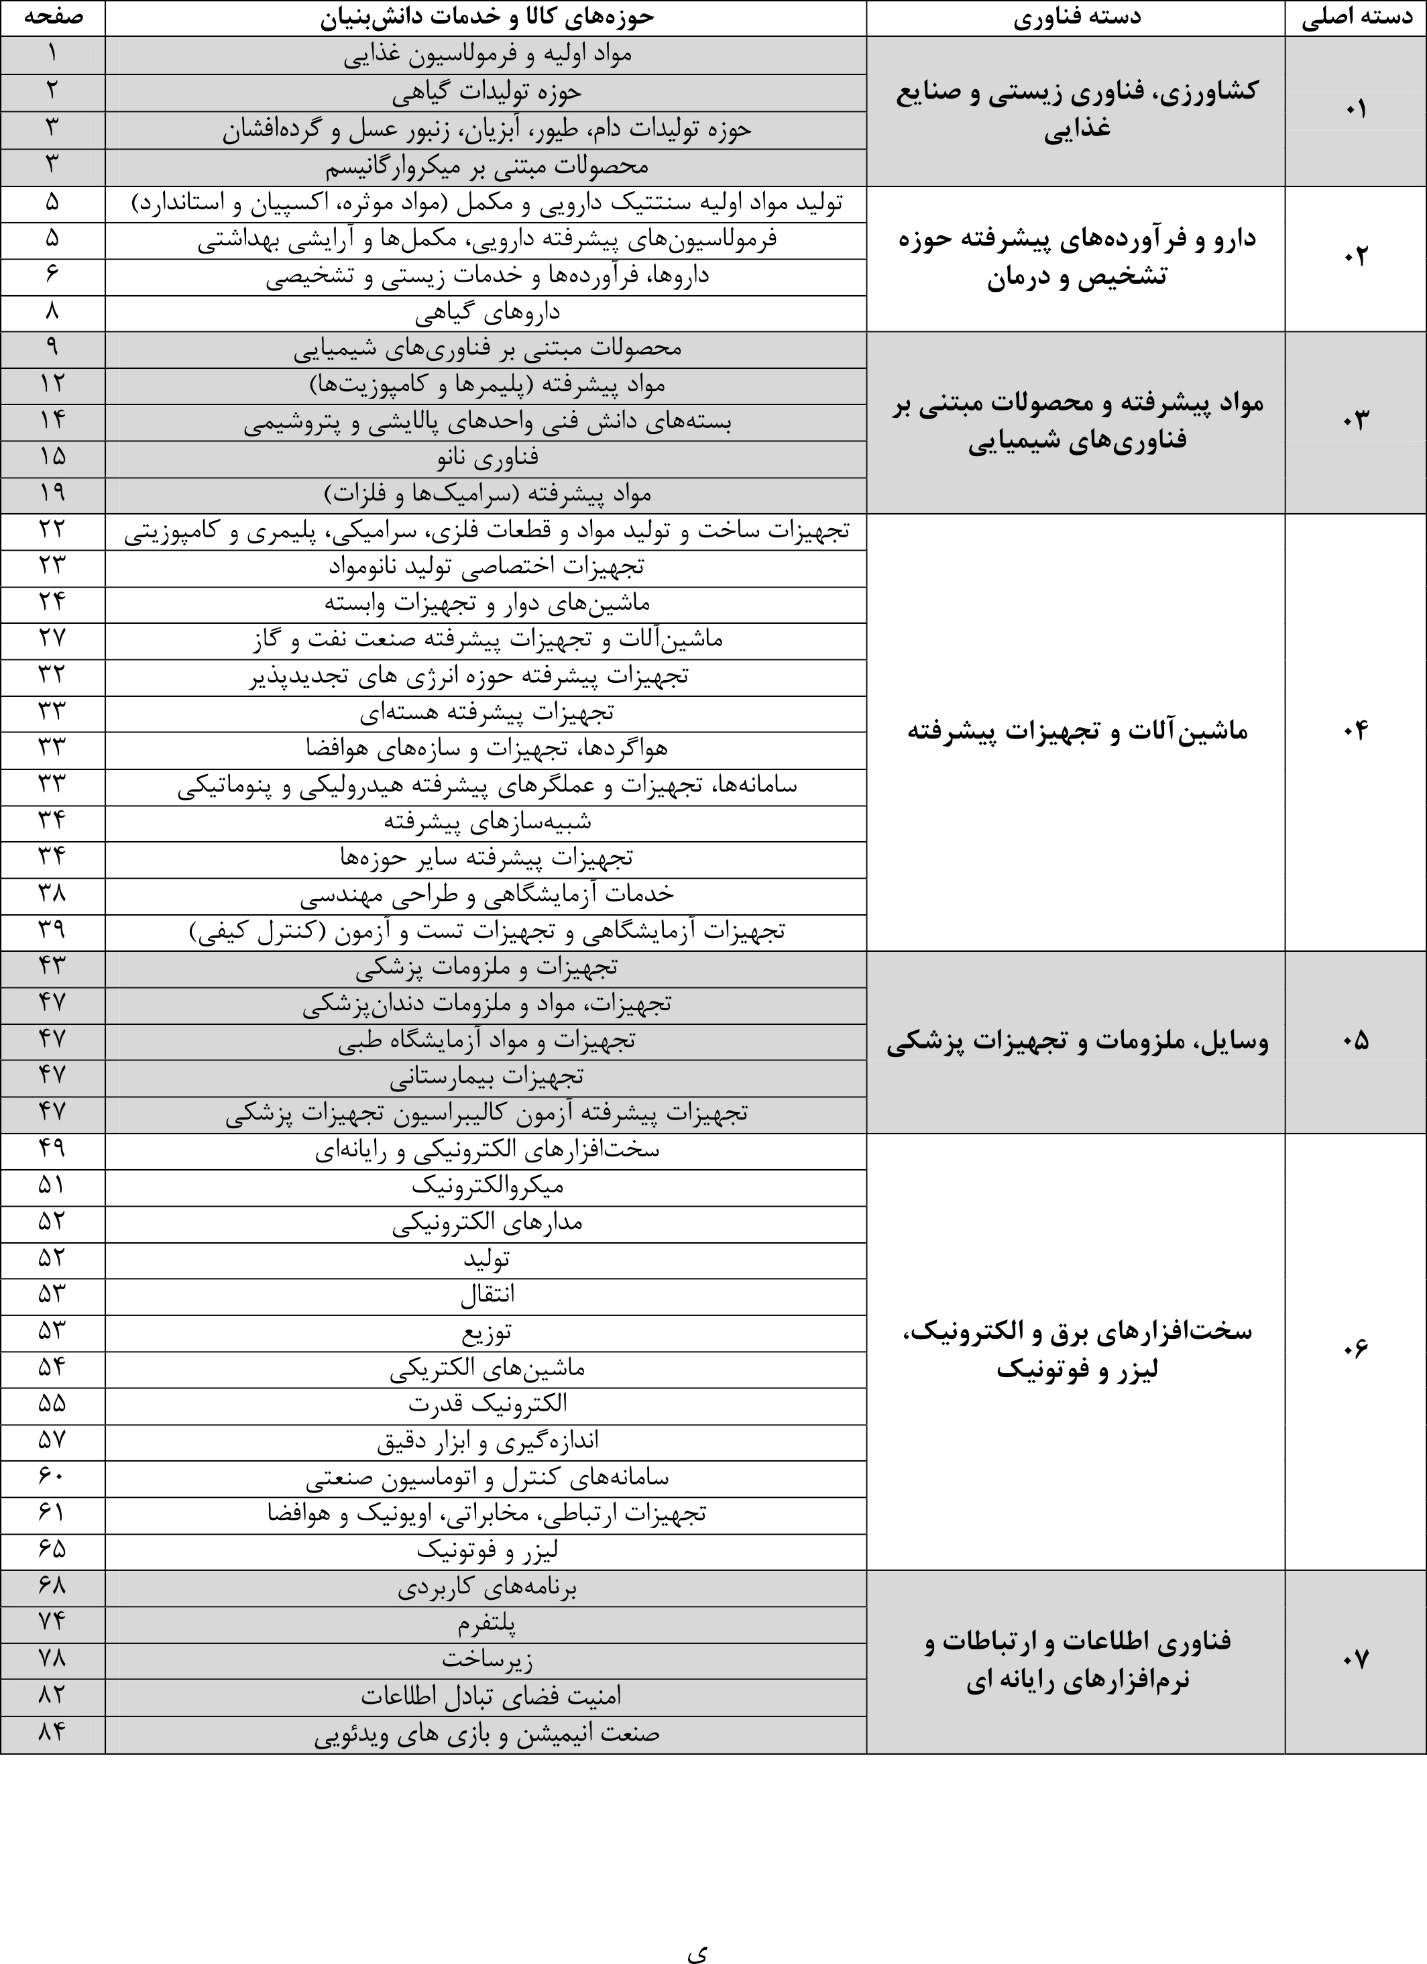 دسته اصلی دسته فناوری حوزه‌های کالا و خدمات دانش‌بنیان صفحه
۰۱ کشاورزی، فناوری زیستی و صنایع
غذایی
مواد اولیه و فرمولاسیون غذایی ۱
حوزه تولیدات گیاهی ۲
حوزه تولیدات دام، طیور، آبزیان، زنبور عسل و گرده‌افشان ۳
محصولات مبتنی بر میکروارگانیسم ۳
۰۲ دارو و فرآورده‌های پیشرفته حوزه
تشخیص و درمان
تولید مواد اولیه سنتتیک دارویی و مکمل (مواد موثره، اکسپیان و استاندارد) ۵
فرمولاسیون‌های پیشرفته دارویی، مکمل‌ها و آرایشی بهداشتی ۵
داروها، فرآورده‌ها و خدمات زیستی و تشخیصی ۶
داروهای گیاهی ۸
۰۳ مواد پیشرفته و محصولات مبتنی بر
فناوری‌های شیمیایی
محصولات مبتنی بر فناوری‌های شیمیایی ۹
مواد پیشرفته (پلیمرها و کامپوزیت‌ها) ۱۲
بسته‌های دانش فنی واحدهای پالایشی و پتروشیمی ۱۴
فناوری نانو ۱۵
مواد پیشرفته (سرامیک‌ها و فلزات) ۱۹
۰۴ ماشین‌آلات و تجهیزات پیشرفته
تجهیزات ساخت و تولید مواد و قطعات فلزی، سرامیکی، پلیمری و کامپوزیتی ۲۲
تجهیزات اختصاصی تولید نانومواد ۲۳
ماشین‌های دوار و تجهیزات وابسته ۲۴
ماشین‌آلات و تجهیزات پیشرفته صنعت نفت و گاز ۲۷
تجهیزات پیشرفته حوزه انرژی های تجدیدپذیر ۳۲
تجهیزات پیشرفته هسته‌ای ۳۳
هواگردها، تجهیزات و سازه‌های هوافضا ۳۳
سامانه‌ها، تجهیزات و عملگرهای پیشرفته هیدرولیکی و پنوماتیکی ۳۳
شبیه‌سازهای پیشرفته ۳۴
تجهیزات پیشرفته سایر حوزه‌ها ۳۴
خدمات آزمایشگاهی و طراحی مهندسی ۳۸
تجهیزات آزمایشگاهی و تجهیزات تست و آزمون (کنترل کیفی) ۳۹
۰۵ وسایل، ملزومات و تجهیزات پزشکی
تجهیزات و ملزومات پزشکی ۴۳
تجهیزات، مواد و ملزومات دندان‌پزشکی ۴۷
تجهیزات و مواد آزمایشگاه طبی ۴۷
تجهیزات بیمارستانی ۴۷
تجهیزات پیشرفته آزمون کالیبراسیون تجهیزات پزشکی ۴۷
۰۶ سخت‌افزارهای برق و الکترونیک،
لیزر و فوتونیک
سخت‌افزارهای الکترونیکی و رایانه‌ای ۴۹
میکروالکترونیک ۵۱
مدارهای الکترونیکی ۵۲
تولید ۵۲
انتقال ۵۳
توزیع ۵۳
ماشین‌های الکتریکی ۵۴
الکترونیک قدرت ۵۵
اندازه‌گیری و ابزار دقیق ۵۷
سامانه‌های کنترل و اتوماسیون صنعتی ۶۰
تجهیزات ارتباطی، مخابراتی، اویونیک و هوافضا ۶۱
لیزر و فوتونیک ۶۵
۰۷ فناوری اطلاعات و ارتباطات و
نرم‌افزارهای رایانه ای
برنامه‌های کاربردی ۶۸
پلتفرم ۷۴
زیرساخت ۷۸
امنیت فضای تبادل اطلاعات ۸۲
صنعت انیمیشن و بازی های ویدئویی ۸۴
ی